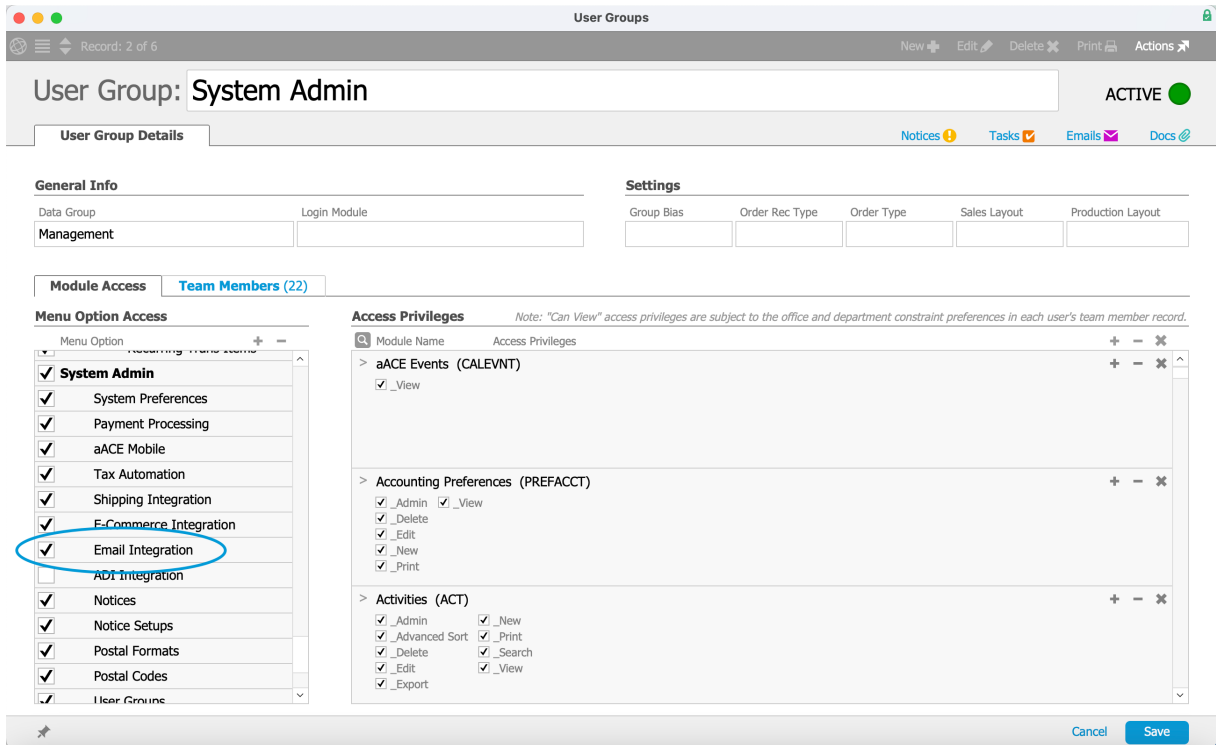 User Groups
Record: 2 of 6
New Edit Delete Print Actions
User Group: System Admin
ACTIVE
User Group Details
Notices Tasks Emails Docs
General Info
Settings
Data Group Login Module
Group Bias Order Rec Type Order Type Sales Layout Production Layout
Management
Module Access Team Members (22)
Menu Option Access
Access Privileges Note: "Can View" access privileges are subject to the office and department constraint preferences in each user's team member record.
Menu Option
Module Name Access Privileges
Recurring Trans Items
System Admin
System Preferences
Payment Processing
aACE Mobile
Tax Automation
Shipping Integration
E-Commerce Integration
Email Integration
ADI Integration
Notices
Notice Setups
Postal Formats
Postal Codes
User Groups
> aACE Events (CALEVNT)
_View
> Accounting Preferences (PREFACCT)
_Admin _View
_Delete
_Edit
_New
_Print
> Activities (ACT)
_Admin _New
_Advanced Sort _Print
_Delete _Search
_Edit _View
_Export
Cancel Save